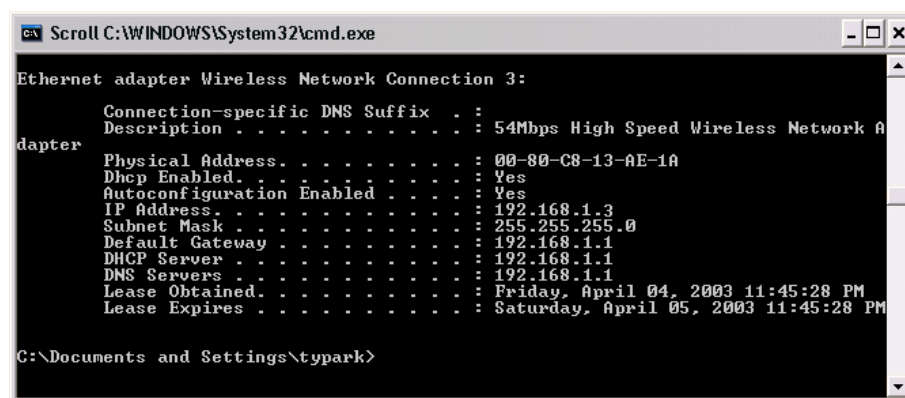 Scroll C:\WINDOWS\System32\cmd.exe
Ethernet adapter Wireless Network Connection 3:
Connection-specific DNS Suffix  . :
Description . . . . . . . . . . . : 54Mbps High Speed Wireless Network A
dapter
Physical Address. . . . . . . . . : 00-80-C8-13-AE-1A
Dhcp Enabled. . . . . . . . . . . : Yes
Autoconfiguration Enabled . . . . : Yes
IP Address. . . . . . . . . . . . : 192.168.1.3
Subnet Mask . . . . . . . . . . . : 255.255.255.0
Default Gateway . . . . . . . . . : 192.168.1.1
DHCP Server . . . . . . . . . . . : 192.168.1.1
DNS Servers . . . . . . . . . . . : 192.168.1.1
Lease Obtained. . . . . . . . . . : Friday, April 04, 2003 11:45:28 PM
Lease Expires . . . . . . . . . . : Saturday, April 05, 2003 11:45:28 PM
C:\Documents and Settings\typark>